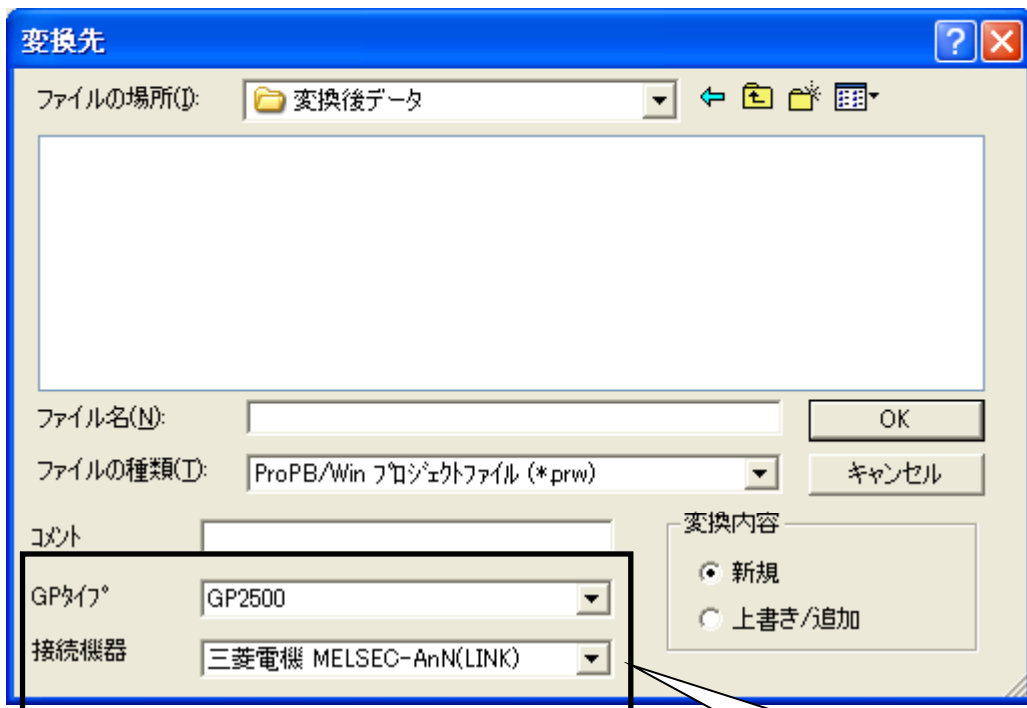 変換先
ファイルの場所(I):
変換後データ
ファイル名(N):
OK
ファイルの種類(T):
ProPB/Win プロジェクトファイル (*.prw)
キャンセル
コメント
変換内容
新規
上書き/追加
GPタイプ
GP2500
接続機器
三菱電機 MELSEC-AnN(LINK)